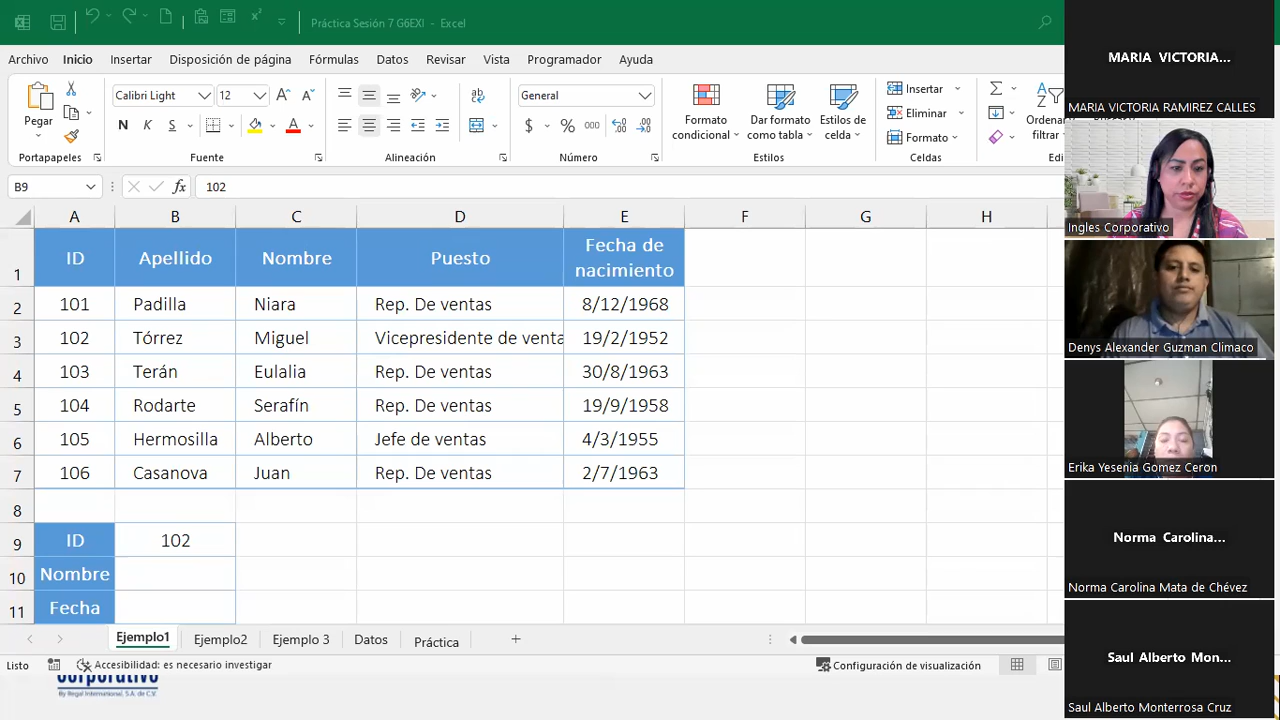 Práctica Sesión 7 G6EXI - Excel
Archivo Inicio Insertar Disposición de página Fórmulas Datos Revisar Vista Programador Ayuda
Pegar
Calibri Light 12
N K S
General
$ % 000
Formato condicional
Dar formato como tabla
Estilos de celda
Insertar
Eliminar
Formato
Ordenar
filtrar
Portapapeles Fuente Alineación Número Estilos Celdas
B9 fx 102
A B C D E F G H
1 ID Apellido Nombre Puesto Fecha de nacimiento
2 101 Padilla Niara Rep. De ventas 8/12/1968
3 102 Tórrez Miguel Vicepresidente de venta 19/2/1952
4 103 Terán Eulalia Rep. De ventas 30/8/1963
5 104 Rodarte Serafín Rep. De ventas 19/9/1958
6 105 Hermosilla Alberto Jefe de ventas 4/3/1955
7 106 Casanova Juan Rep. De ventas 2/7/1963
8
9 ID 102
10 Nombre
11 Fecha
Ejemplo1 Ejemplo2 Ejemplo 3 Datos Práctica
Listo Accesibilidad: es necesario investigar Configuración de visualización
Corporativo
By Regal International, S.A. de C.V.
MARIA VICTORIA...
MARIA VICTORIA RAMIREZ CALLES
Ingles Corporativo
Denys Alexander Guzman Climaco
Erika Yesenia Gomez Ceron
Norma Carolina...
Norma Carolina Mata de Chévez
Saul Alberto Mon...
Saul Alberto Monterrosa Cruz